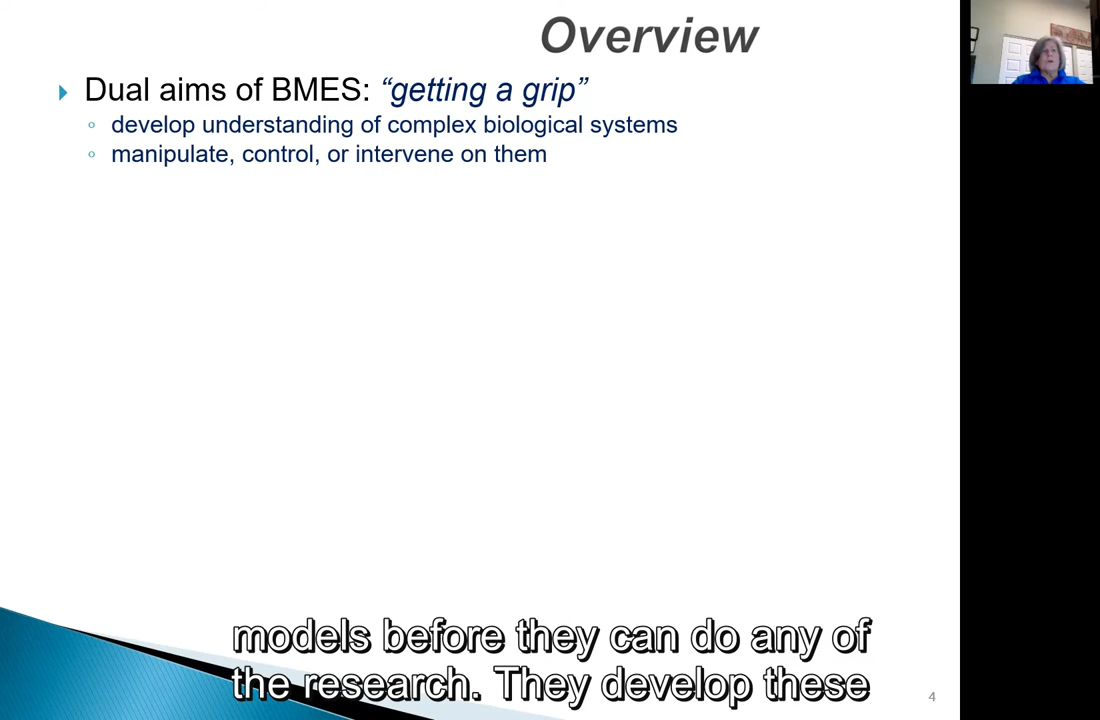 Overview
Dual aims of BMES: “getting a grip”
develop understanding of complex biological systems
manipulate, control, or intervene on them
models before they can do any of
the research. They develop these
4